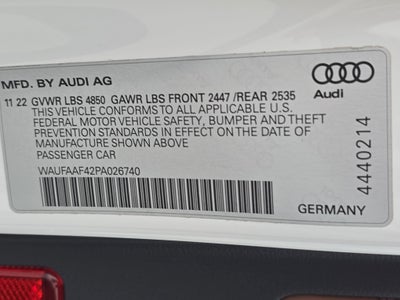 MFD. BY AUDI AG
11 22 GVWR LBS 4850 GAWR LBS FRONT 2447 /REAR 2535
THIS VEHICLE CONFORMS TO ALL APPLICABLE U.S.
FEDERAL MOTOR VEHICLE SAFETY, BUMPER AND THEFT
PREVENTION STANDARDS IN EFFECT ON THE DATE OF
MANUFACTURE SHOWN ABOVE
PASSENGER CAR
WAUFAAF42PA026740
Audi
4440214
GERMANY